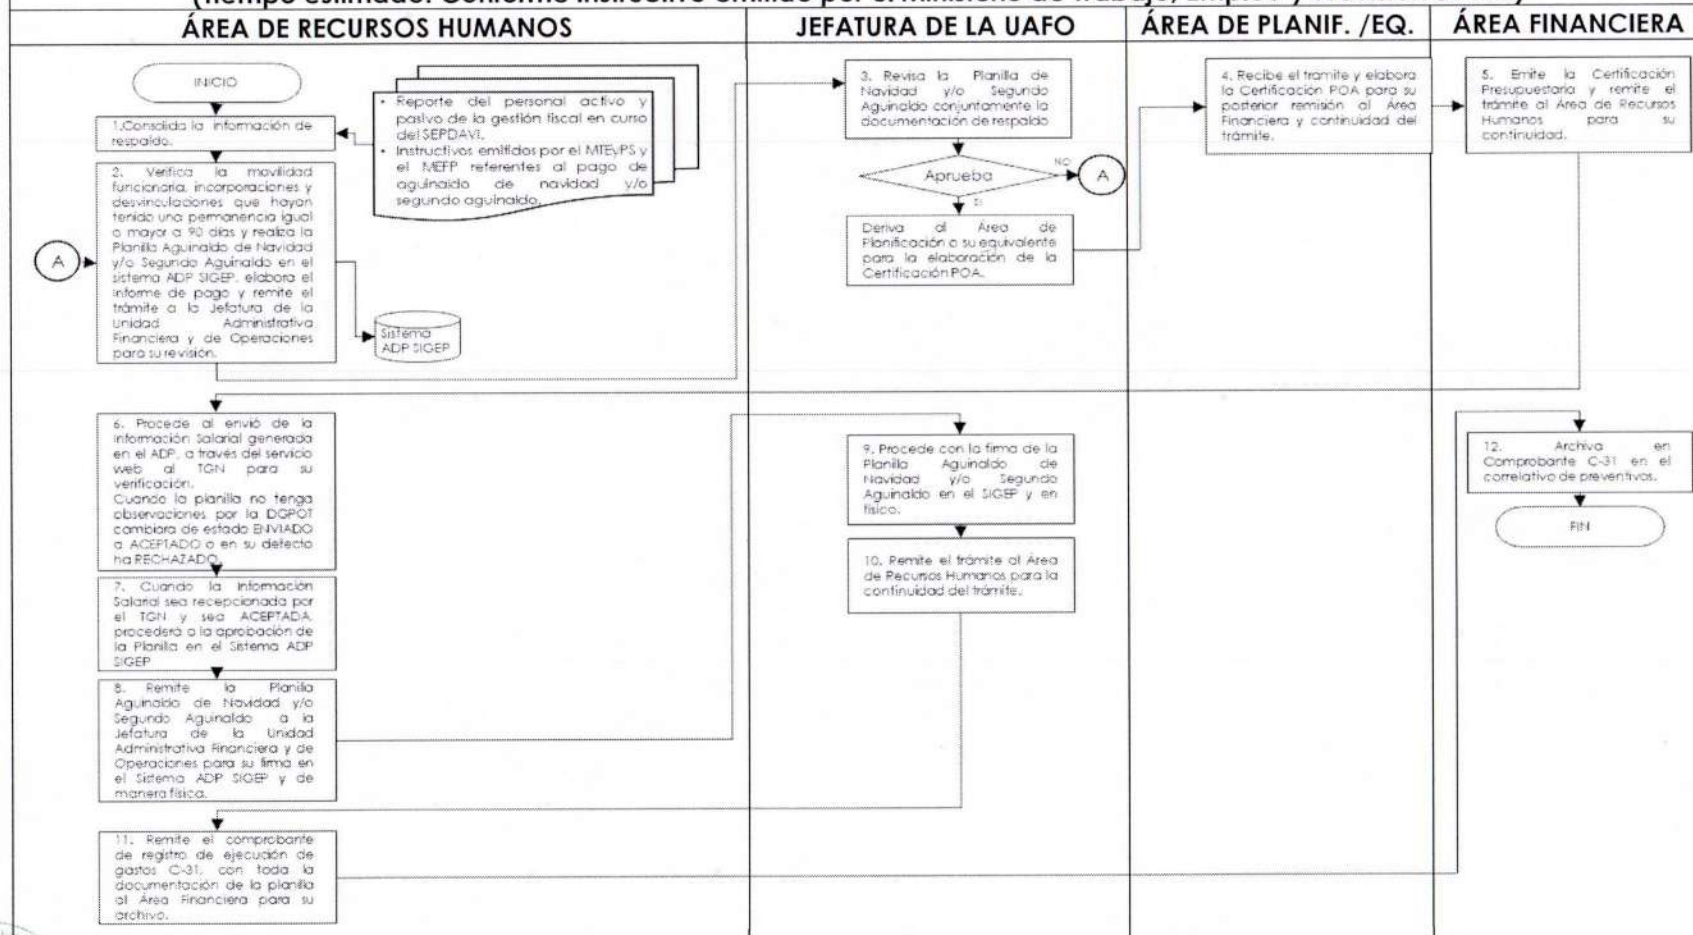 ÁREA DE RECURSOS HUMANOS
JEFATURA DE LA UAFO
ÁREA DE PLANIF. /EQ.
ÁREA FINANCIERA
INICIO
1.Consolida la información de
respaldo.
• Reporte del personal activo y
pasivo de la gestión fiscal en curso
del SEPDAVI.
• Instructivos emitidos por el MTEyPS y
el MEFP referentes al pago de
aguinaldo de navidad y/o
segundo aguinaldo.
2. Verifica la movilidad
funcionaria, incorporaciones y
desvinculaciones que hayan
tenido una permanencia igual
o mayor a 90 días y realiza la
Planilla Aguinaldo de Navidad
y/o Segundo Aguinaldo en el
sistema ADP SIGEP, elabora el
informe de pago y remite el
trámite a la Jefatura de la
Unidad Administrativa
Financiera y de Operaciones
para su revisión.
A
Sistema
ADP SIGEP
3. Revisa la Planilla de
Navidad y/o Segundo
Aguinaldo conjuntamente la
documentación de respaldo
Aprueba
NO
A
SI
Deriva al Área de
Planificación o su equivalente
para la elaboración de la
Certificación POA.
4. Recibe el tramite y elabora
la Certificación POA para su
posterior remisión al Área
Financiera y continuidad del
trámite.
5. Emite la Certificación
Presupuestaria y remite el
trámite al Área de Recursos
Humanos para su
continuidad.
6. Procede al envió de la
Información Salarial generada
en el ADP, a través del servicio
web al TGN para su
verificación.
Cuando la planilla no tenga
observaciones por la DGPOT
cambiara de estado ENVIADO
a ACEPTADO o en su defecto
ha RECHAZADO.
7. Cuando la Información
Salarial sea recepcionada por
el TGN y sea ACEPTADA,
procederá a la aprobación de
la Planilla en el Sistema ADP
SIGEP
8. Remite la Planilla
Aguinaldo de Navidad y/o
Segundo Aguinaldo a la
Jefatura de la Unidad
Administrativa Financiera y de
Operaciones para su firma en
el Sistema ADP SIGEP y de
manera física.
9. Procede con la firma de la
Planilla Aguinaldo de
Navidad y/o Segundo
Aguinaldo en el SIGEP y en
físico.
10. Remite el trámite al Área
de Recursos Humanos para la
continuidad del trámite.
11. Remite el comprobante
de registro de ejecución de
gastos C-31, con toda la
documentación de la planilla
al Área Financiera para su
archivo.
12. Archiva en
Comprobante C-31 en el
correlativo de preventivos.
FIN